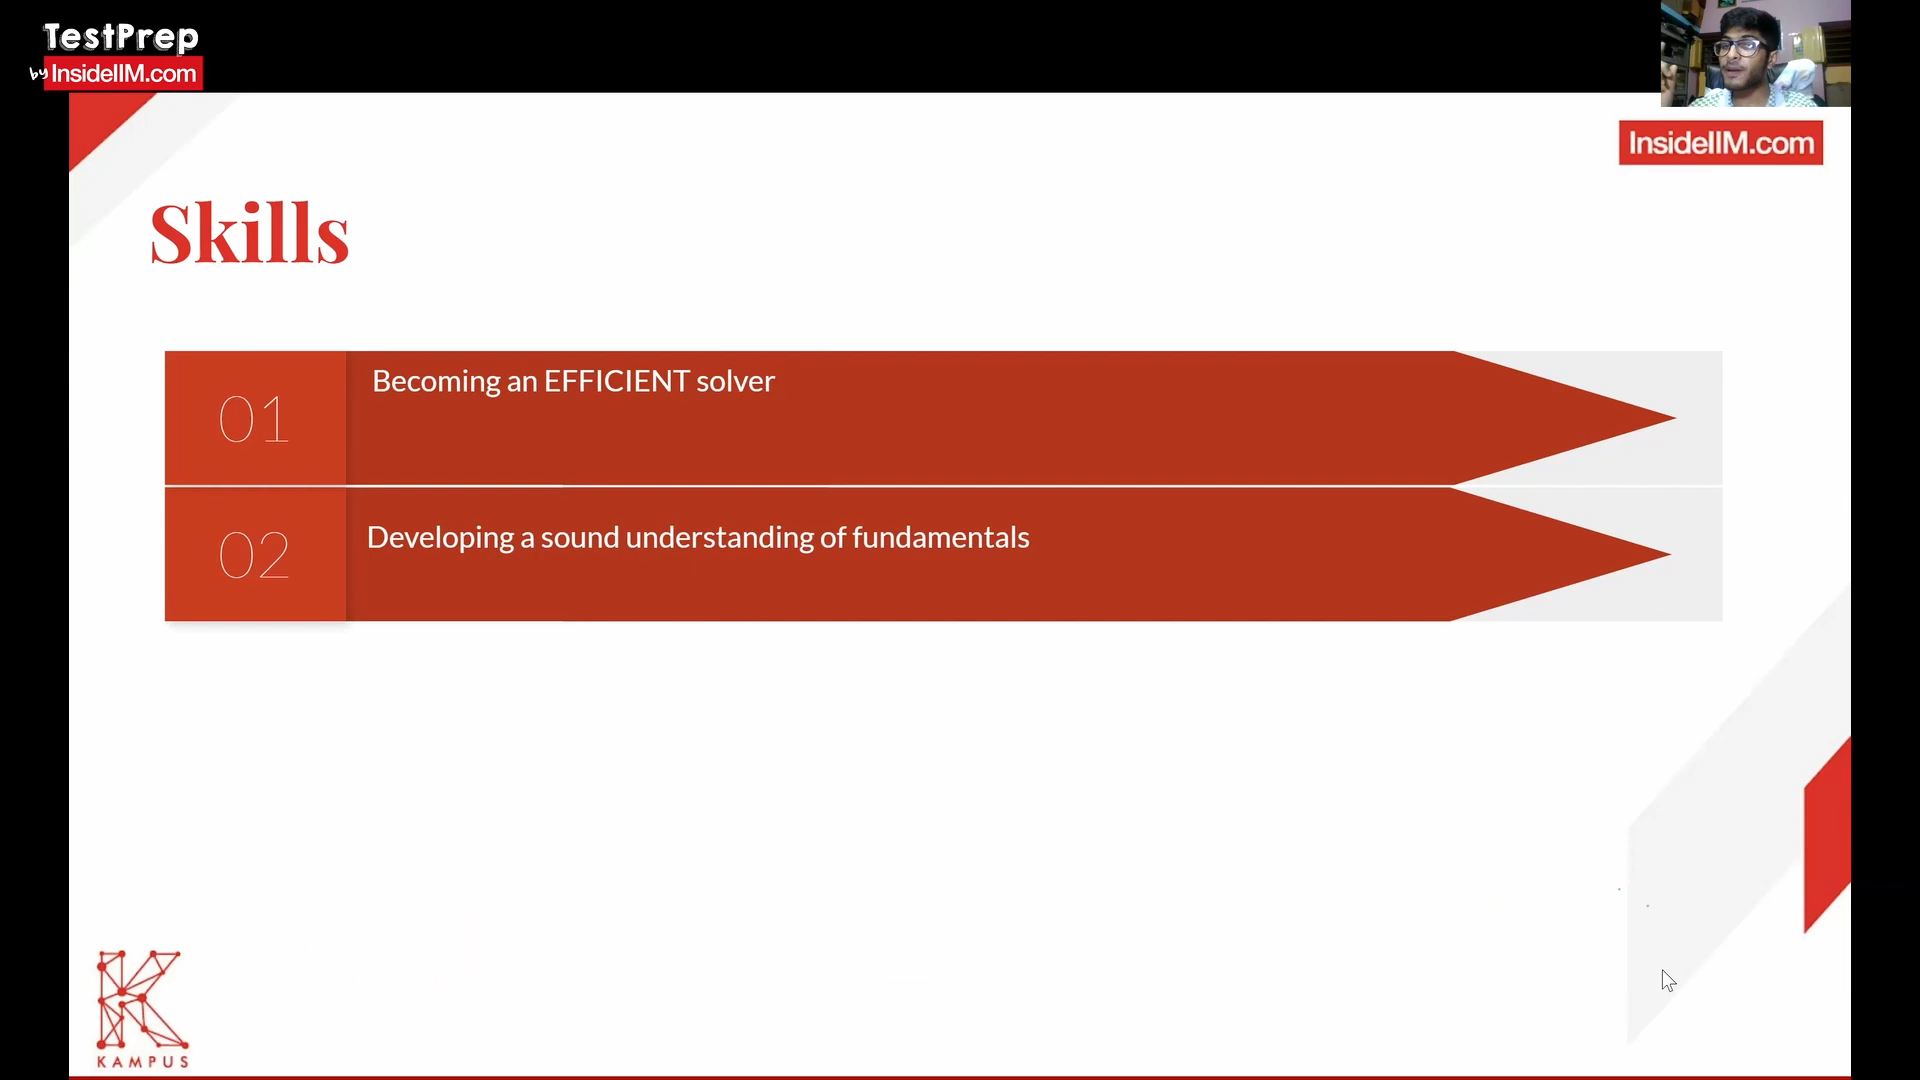 TestPrep
by InsideIIM.com
InsideIIM.com
Skills
01
Becoming an EFFICIENT solver
02
Developing a sound understanding of fundamentals
KAMPUS